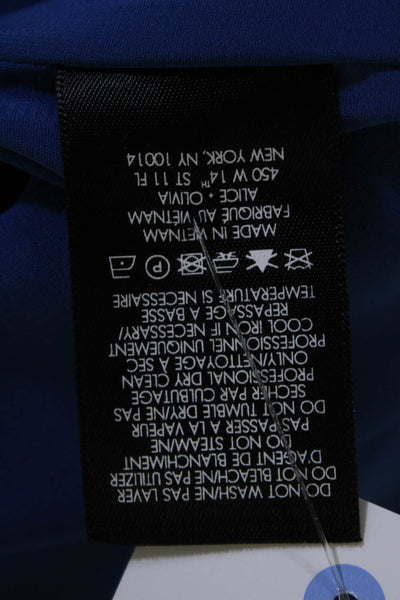 DO NOT WASH/NE PAS LAVER
DO NOT BLEACH/NE PAS UTILIZER
D'AGENT DE BLANCHIMENT
DO NOT STEAM/NE
PAS PASSER A LA VAPEUR
DO NOT TUMBLE DRY/NE PAS
SECHER PAR CULBUTAGE
PROFESSIONAL DRY CLEAN
ONLY/NETTOYAGE A SEC
PROFESSIONNEL UNIQUEMENT
COOL IRON IF NECESSARY/
REPASSAGE A BASSE
TEMPERATURE SI NECESSAIRE
P
MADE IN VIETNAM
FABRIQUÉ AU VIÊTNAM
ALICE + OLIVIA
450 W 14TH ST 11 FL
NEW YORK, NY 10014